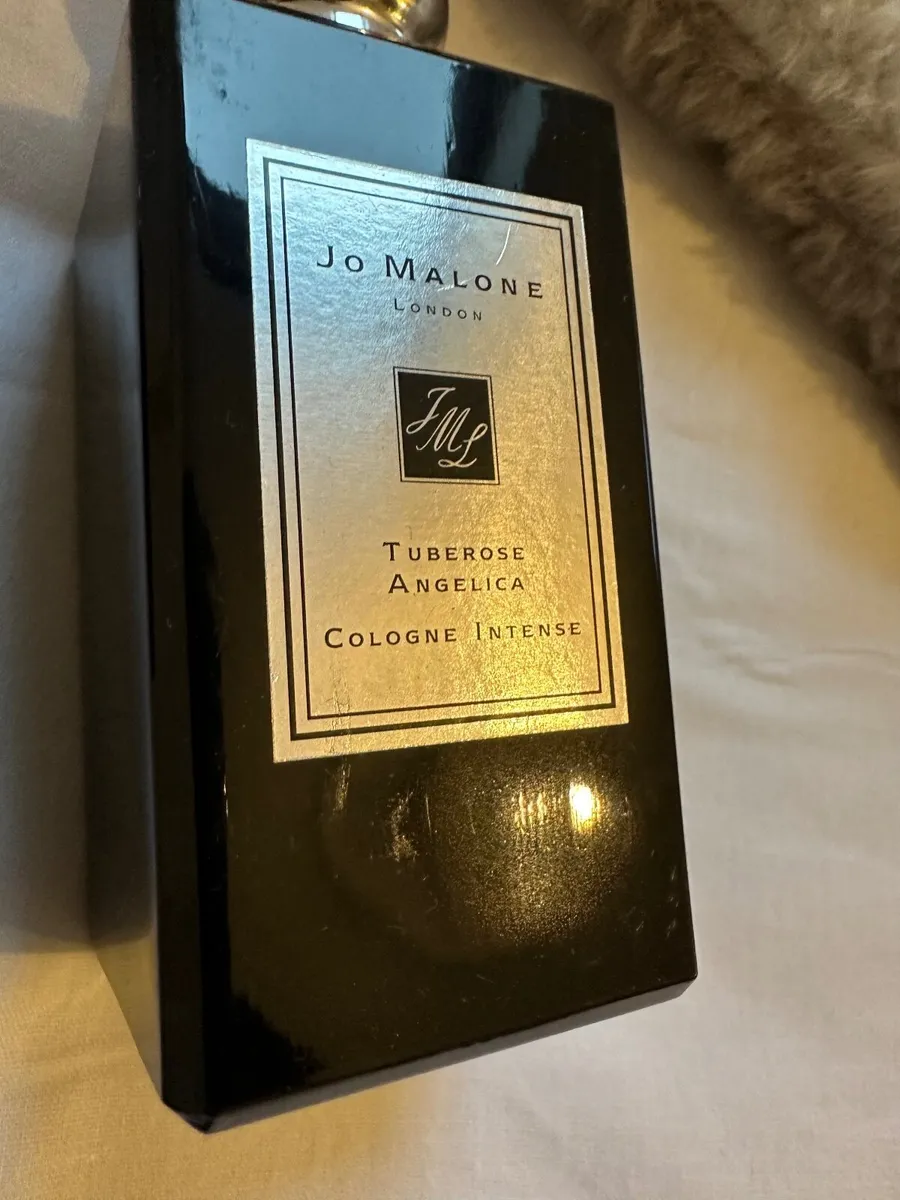 Jo Malone
London
JML
Tuberose
Angelica
Cologne Intense